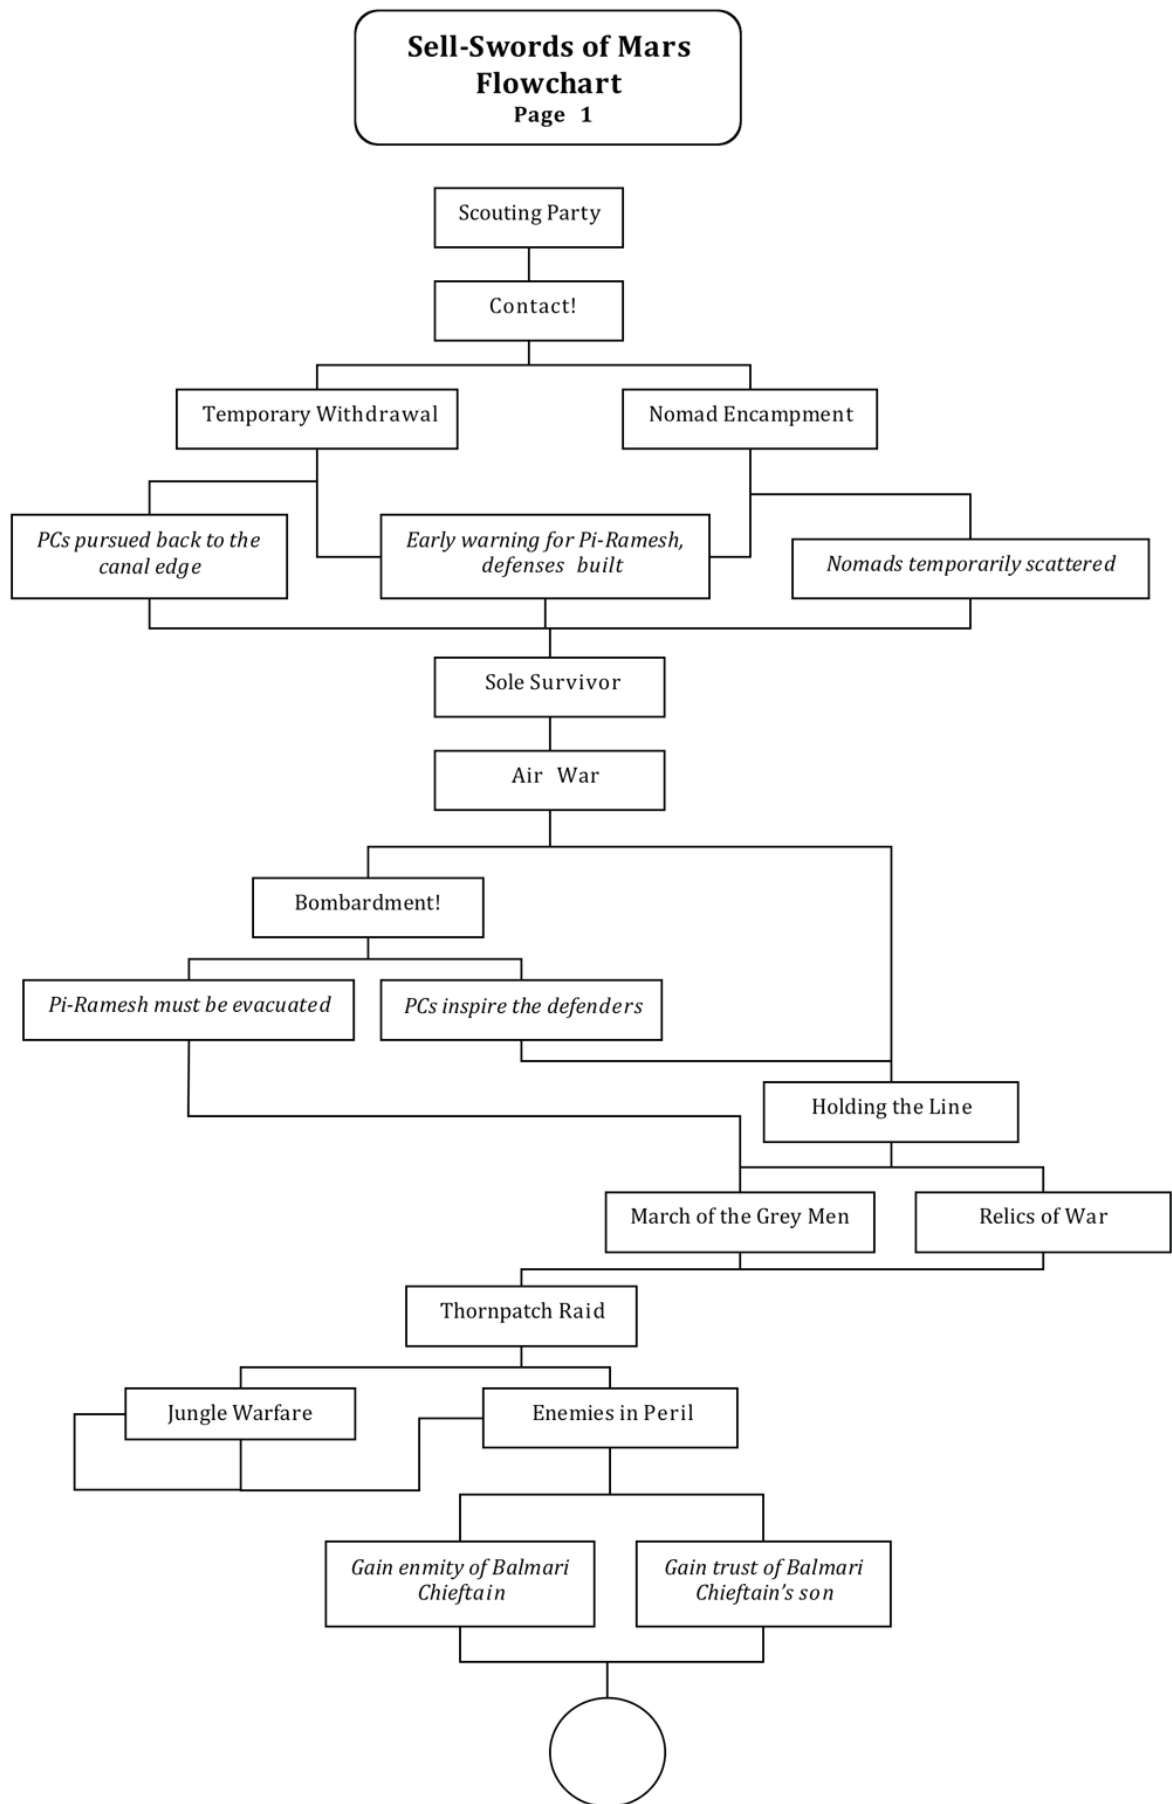 Sell-Swords of Mars
Flowchart
Page 1
Scouting Party
Contact!
Temporary Withdrawal
Nomad Encampment
PCs pursued back to the
canal edge
Early warning for Pi-Ramesh,
defenses built
Nomads temporarily scattered
Sole Survivor
Air War
Bombardment!
Pi-Ramesh must be evacuated
PCs inspire the defenders
Holding the Line
March of the Grey Men
Relics of War
Thornpatch Raid
Jungle Warfare
Enemies in Peril
Gain enmity of Balmari
Chieftain
Gain trust of Balmari
Chieftain's son